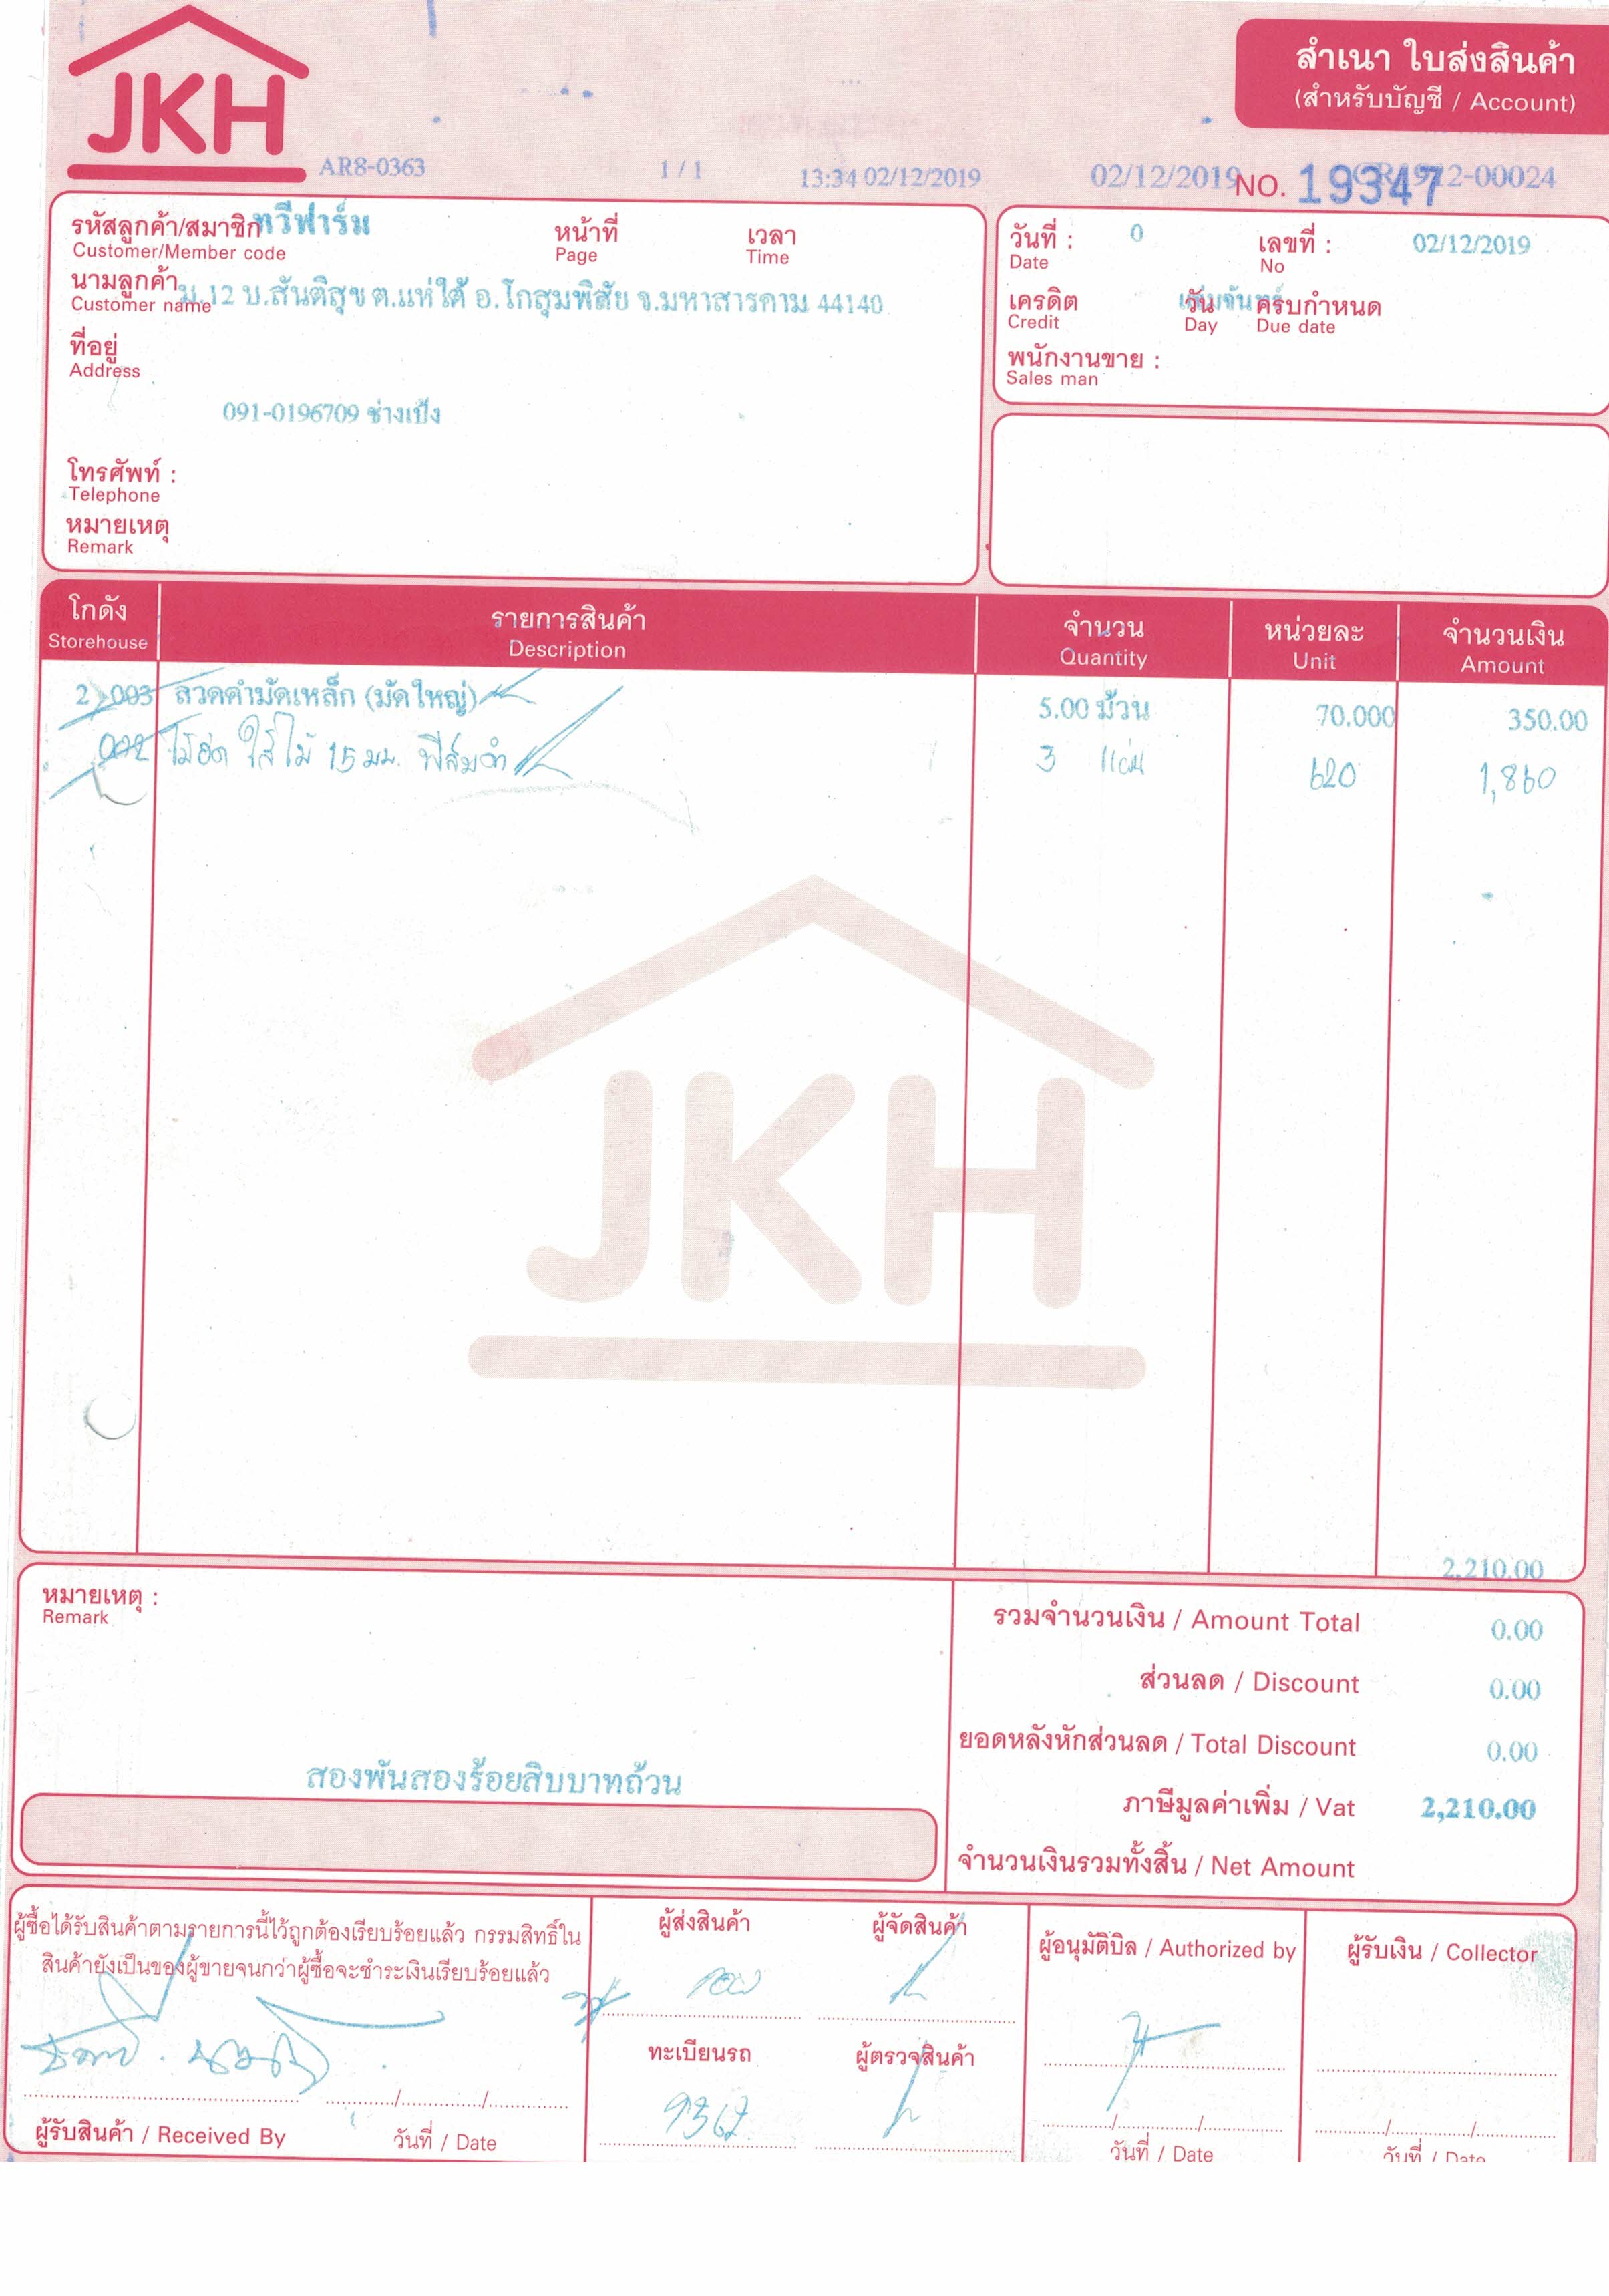 JKH
สำเนา ใบส่งสินค้า
(สำหรับบัญชี / Account)
AR8-0363 1 / 1 13:34 02/12/2019 02/12/2019
NO. 19347
รหัสลูกค้า/สมาชิก ทวีฟาร์ม หน้าที่ เวลา
Customer/Member code Page Time
นามลูกค้า ม.12 บ.สันติสุข ต.แห่ใต้ อ.โกสุมพิสัย จ.มหาสารคาม 44140
Customer name
ที่อยู่
Address
091-0196709 ช่างเป้ง
โทรศัพท์ :
Telephone
หมายเหตุ
Remark
วันที่ : 0 เลขที่ : 02/12/2019
Date No
เครดิต วัน ครบกำหนด
Credit Day Due date
พนักงานขาย :
Sales man
โกดัง รายการสินค้า จำนวน หน่วยละ จำนวนเงิน
Storehouse Description Quantity Unit Amount
2 003 ลวดดำมัดเหล็ก (มัดใหญ่) 5.00 ม้วน 70.000 350.00
002 ไม้อัด ไส้ไม้ 15 มม. ฟิล์มดำ 3 แผ่น 620 1,860
JKH
2,210.00
หมายเหตุ :
Remark
รวมจำนวนเงิน / Amount Total 0.00
ส่วนลด / Discount 0.00
ยอดหลังหักส่วนลด / Total Discount 0.00
สองพันสองร้อยสิบบาทถ้วน
ภาษีมูลค่าเพิ่ม / Vat 2,210.00
จำนวนเงินรวมทั้งสิ้น / Net Amount
ผู้ซื้อได้รับสินค้าตามรายการนี้ไว้ถูกต้องเรียบร้อยแล้ว กรรมสิทธิ์ใน
สินค้ายังเป็นของผู้ขายจนกว่าผู้ซื้อจะชำระเงินเรียบร้อยแล้ว
ผู้รับสินค้า / Received By วันที่ / Date
ผู้ส่งสินค้า ผู้จัดสินค้า
ทะเบียนรถ ผู้ตรวจสินค้า
9362
ผู้อนุมัติบิล / Authorized by
วันที่ / Date
ผู้รับเงิน / Collector
วันที่ / Date